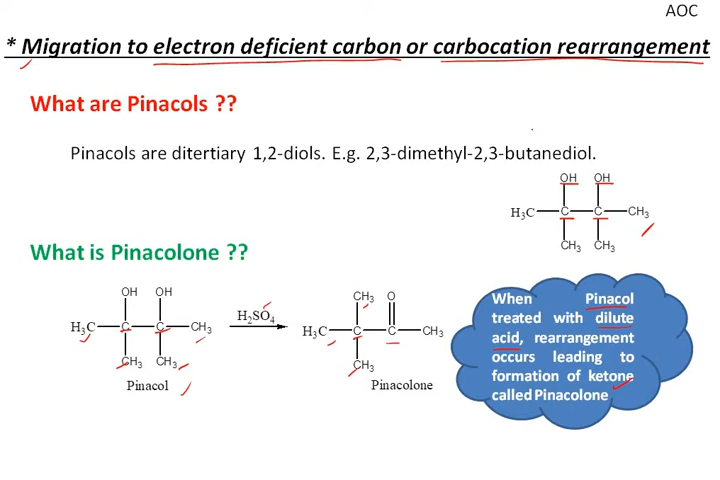 AOC
* Migration to electron deficient carbon or carbocation rearrangement
What are Pinacols ??
Pinacols are ditertiary 1,2-diols. E.g. 2,3-dimethyl-2,3-butanediol.
OH OH
H3C C C CH3
CH3 CH3
What is Pinacolone ??
OH OH
H3C C C CH3
CH3 CH3
Pinacol
H2SO4
CH3 O
H3C C C CH3
CH3
Pinacolone
When Pinacol
treated with dilute
acid, rearrangement
occurs leading to
formation of ketone
called Pinacolone